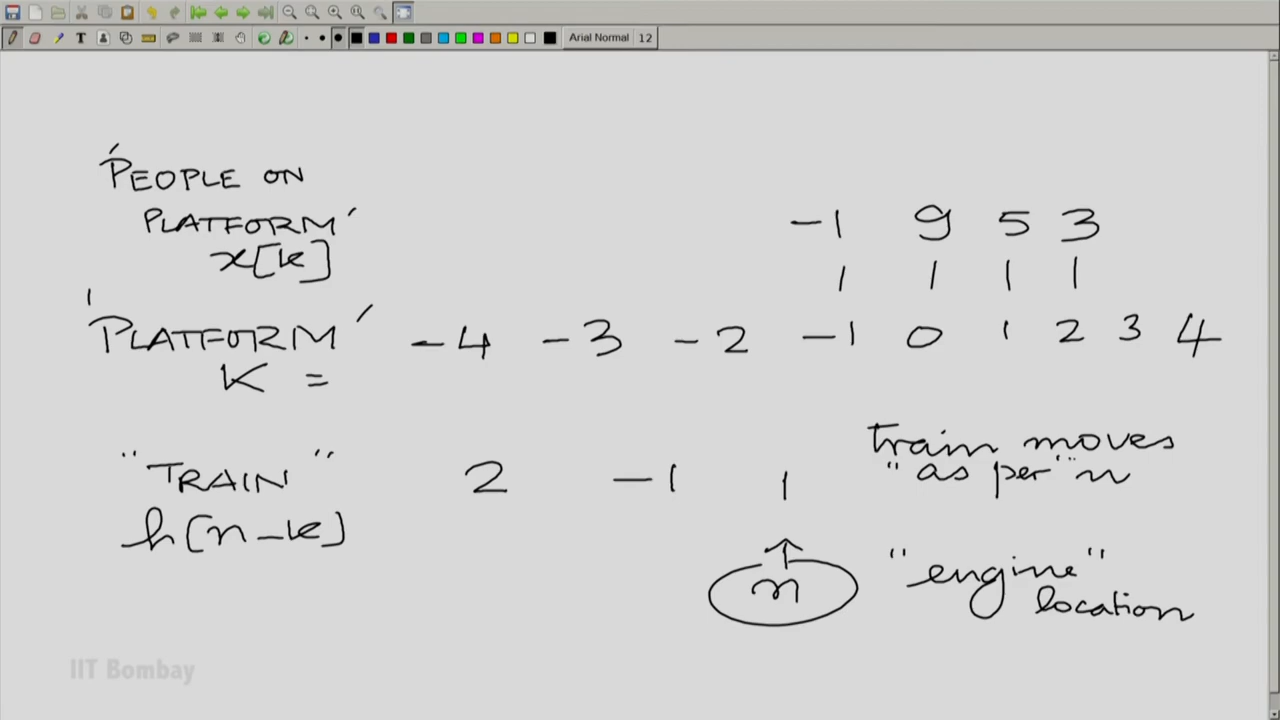 Arial Normal 12
'PEOPLE ON
PLATFORM'
x[k]
-1 9 5 3
1 1 1 1
'PLATFORM' -4 -3 -2 -1 0 1 2 3 4
K =
"TRAIN" 2 -1 1
h[n-k]
train moves
"as per" n
n
"engine"
location
IIT Bombay